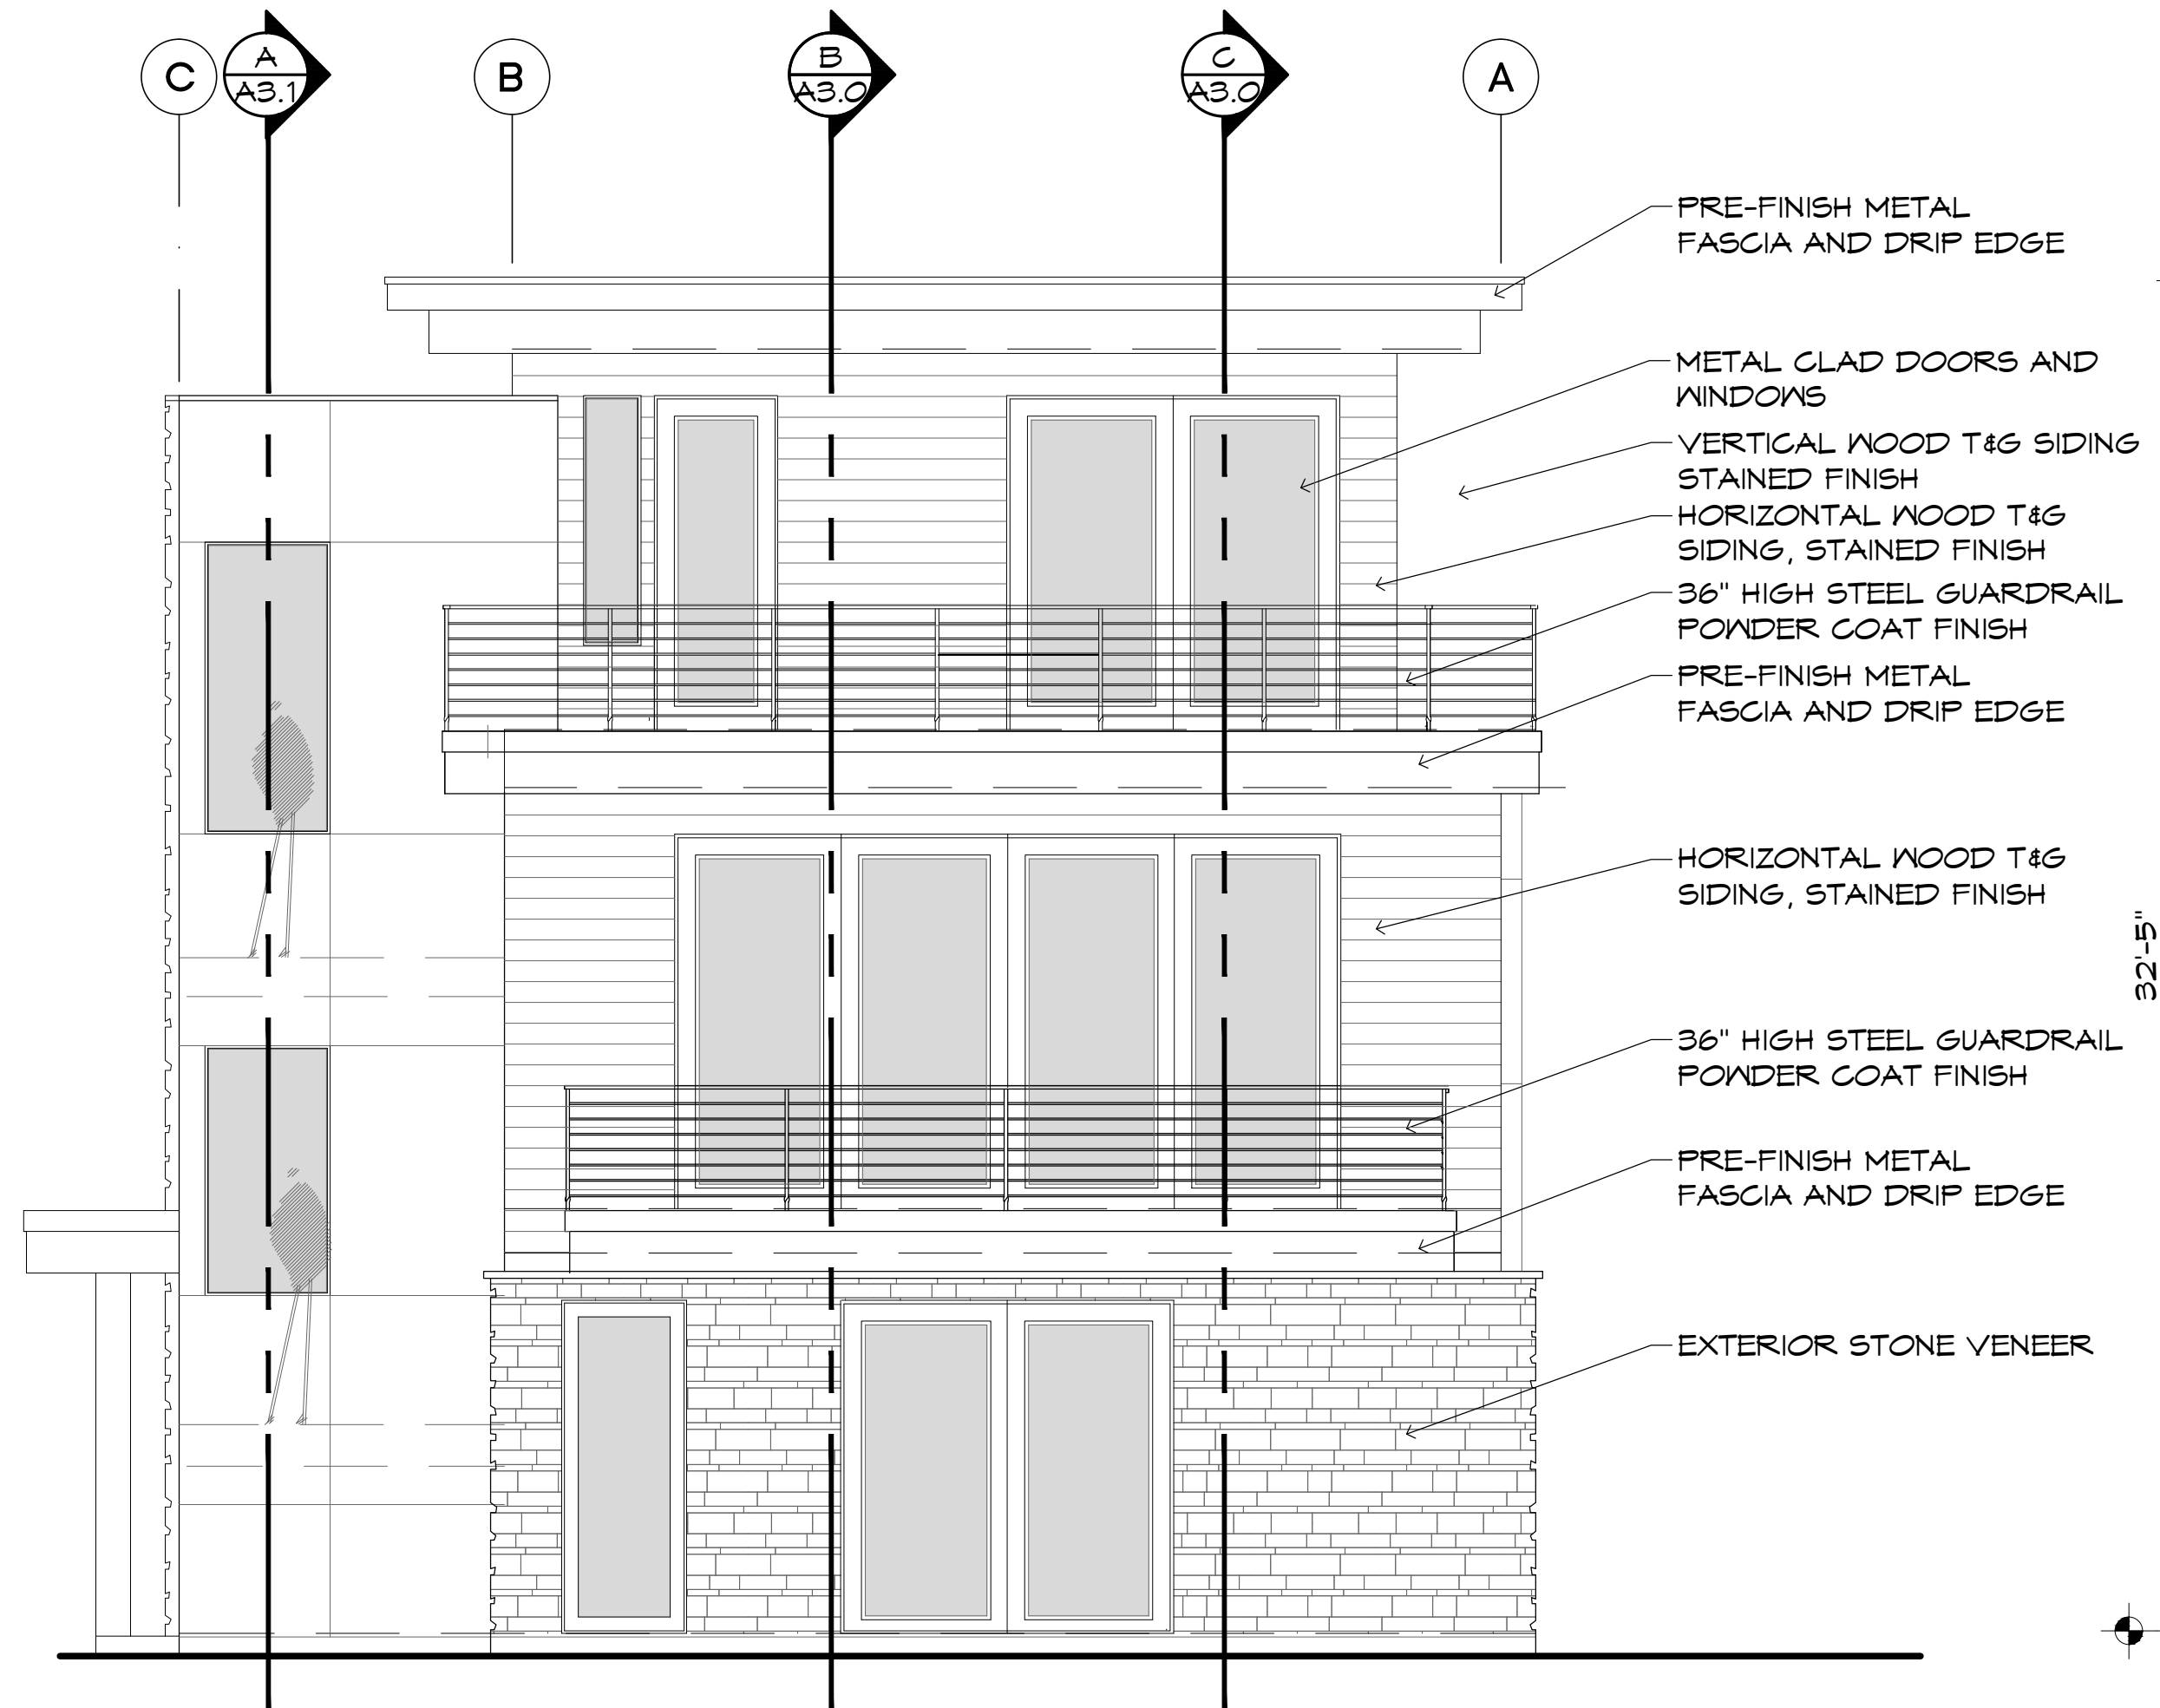 C
A
A3.1
B
B
A3.0
C
A3.0
A
PRE-FINISH METAL
FASCIA AND DRIP EDGE
METAL CLAD DOORS AND
WINDOWS
VERTICAL WOOD T&G SIDING
STAINED FINISH
HORIZONTAL WOOD T&G
SIDING, STAINED FINISH
36" HIGH STEEL GUARDRAIL
POWDER COAT FINISH
PRE-FINISH METAL
FASCIA AND DRIP EDGE
HORIZONTAL WOOD T&G
SIDING, STAINED FINISH
32'-5"
36" HIGH STEEL GUARDRAIL
POWDER COAT FINISH
PRE-FINISH METAL
FASCIA AND DRIP EDGE
EXTERIOR STONE VENEER